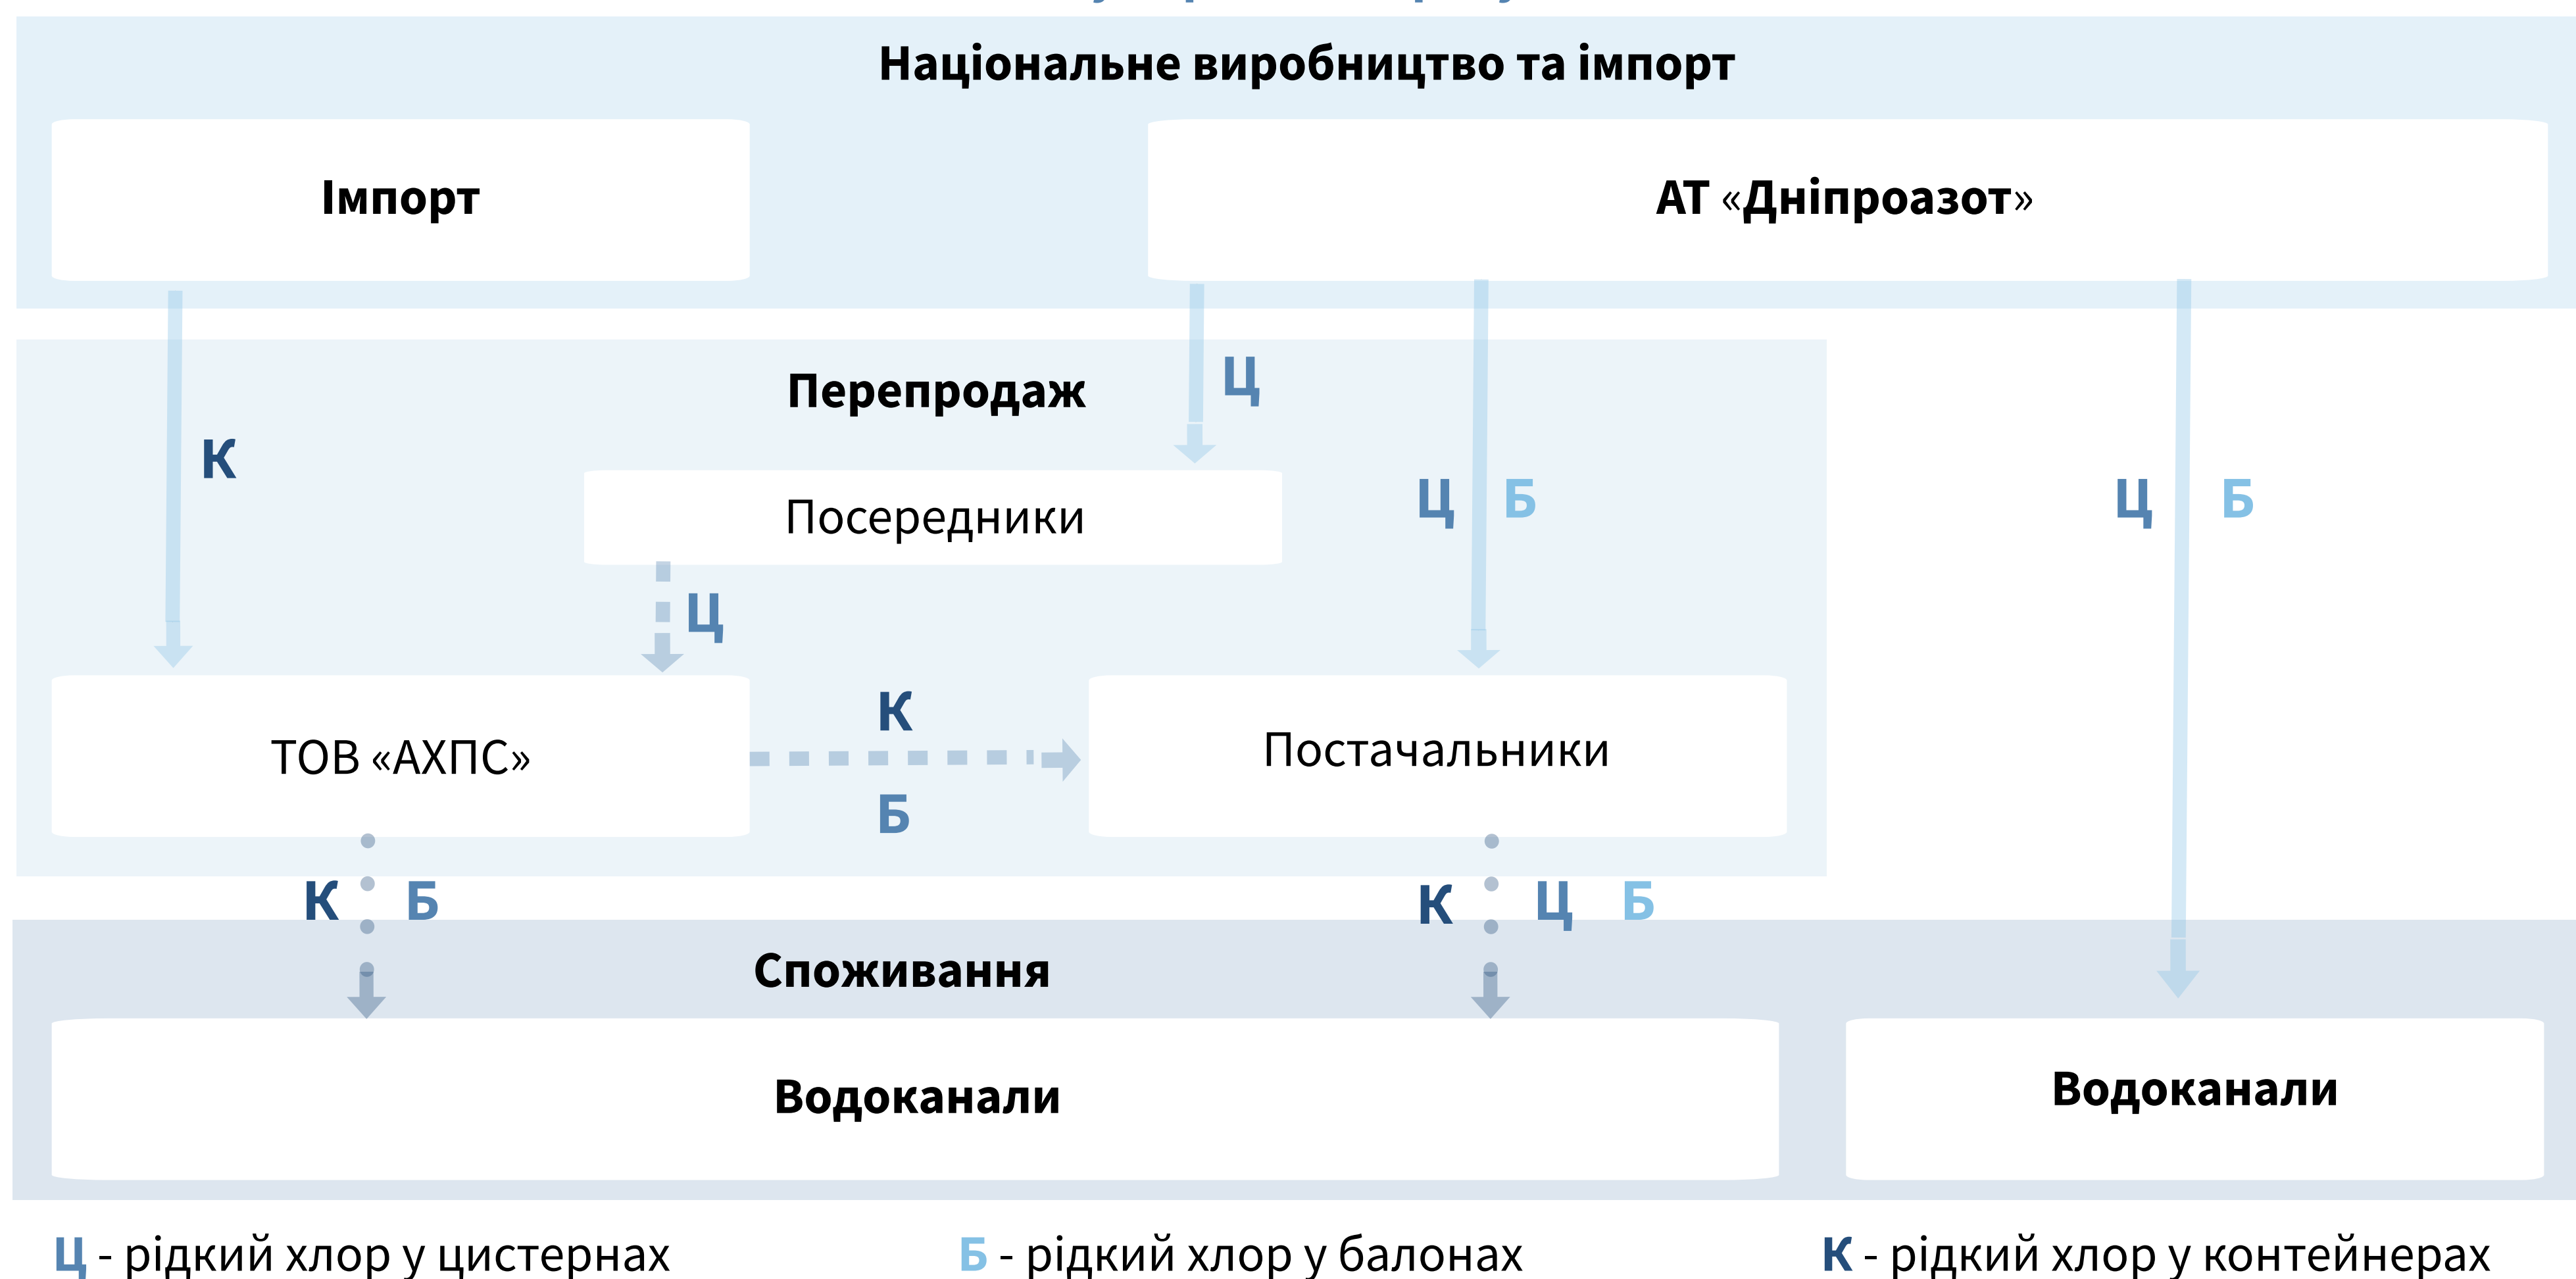 Національне виробництво та імпорт
Імпорт
АТ «Дніпроазот»
Перепродаж
Ц
К
Ц Б
Ц Б
Посередники
Ц
К
ТОВ «АХПС»
Постачальники
Б
К Б
К Ц Б
Споживання
Водоканали
Водоканали
Ц - рідкий хлор у цистернах
Б - рідкий хлор у балонах
К - рідкий хлор у контейнерах